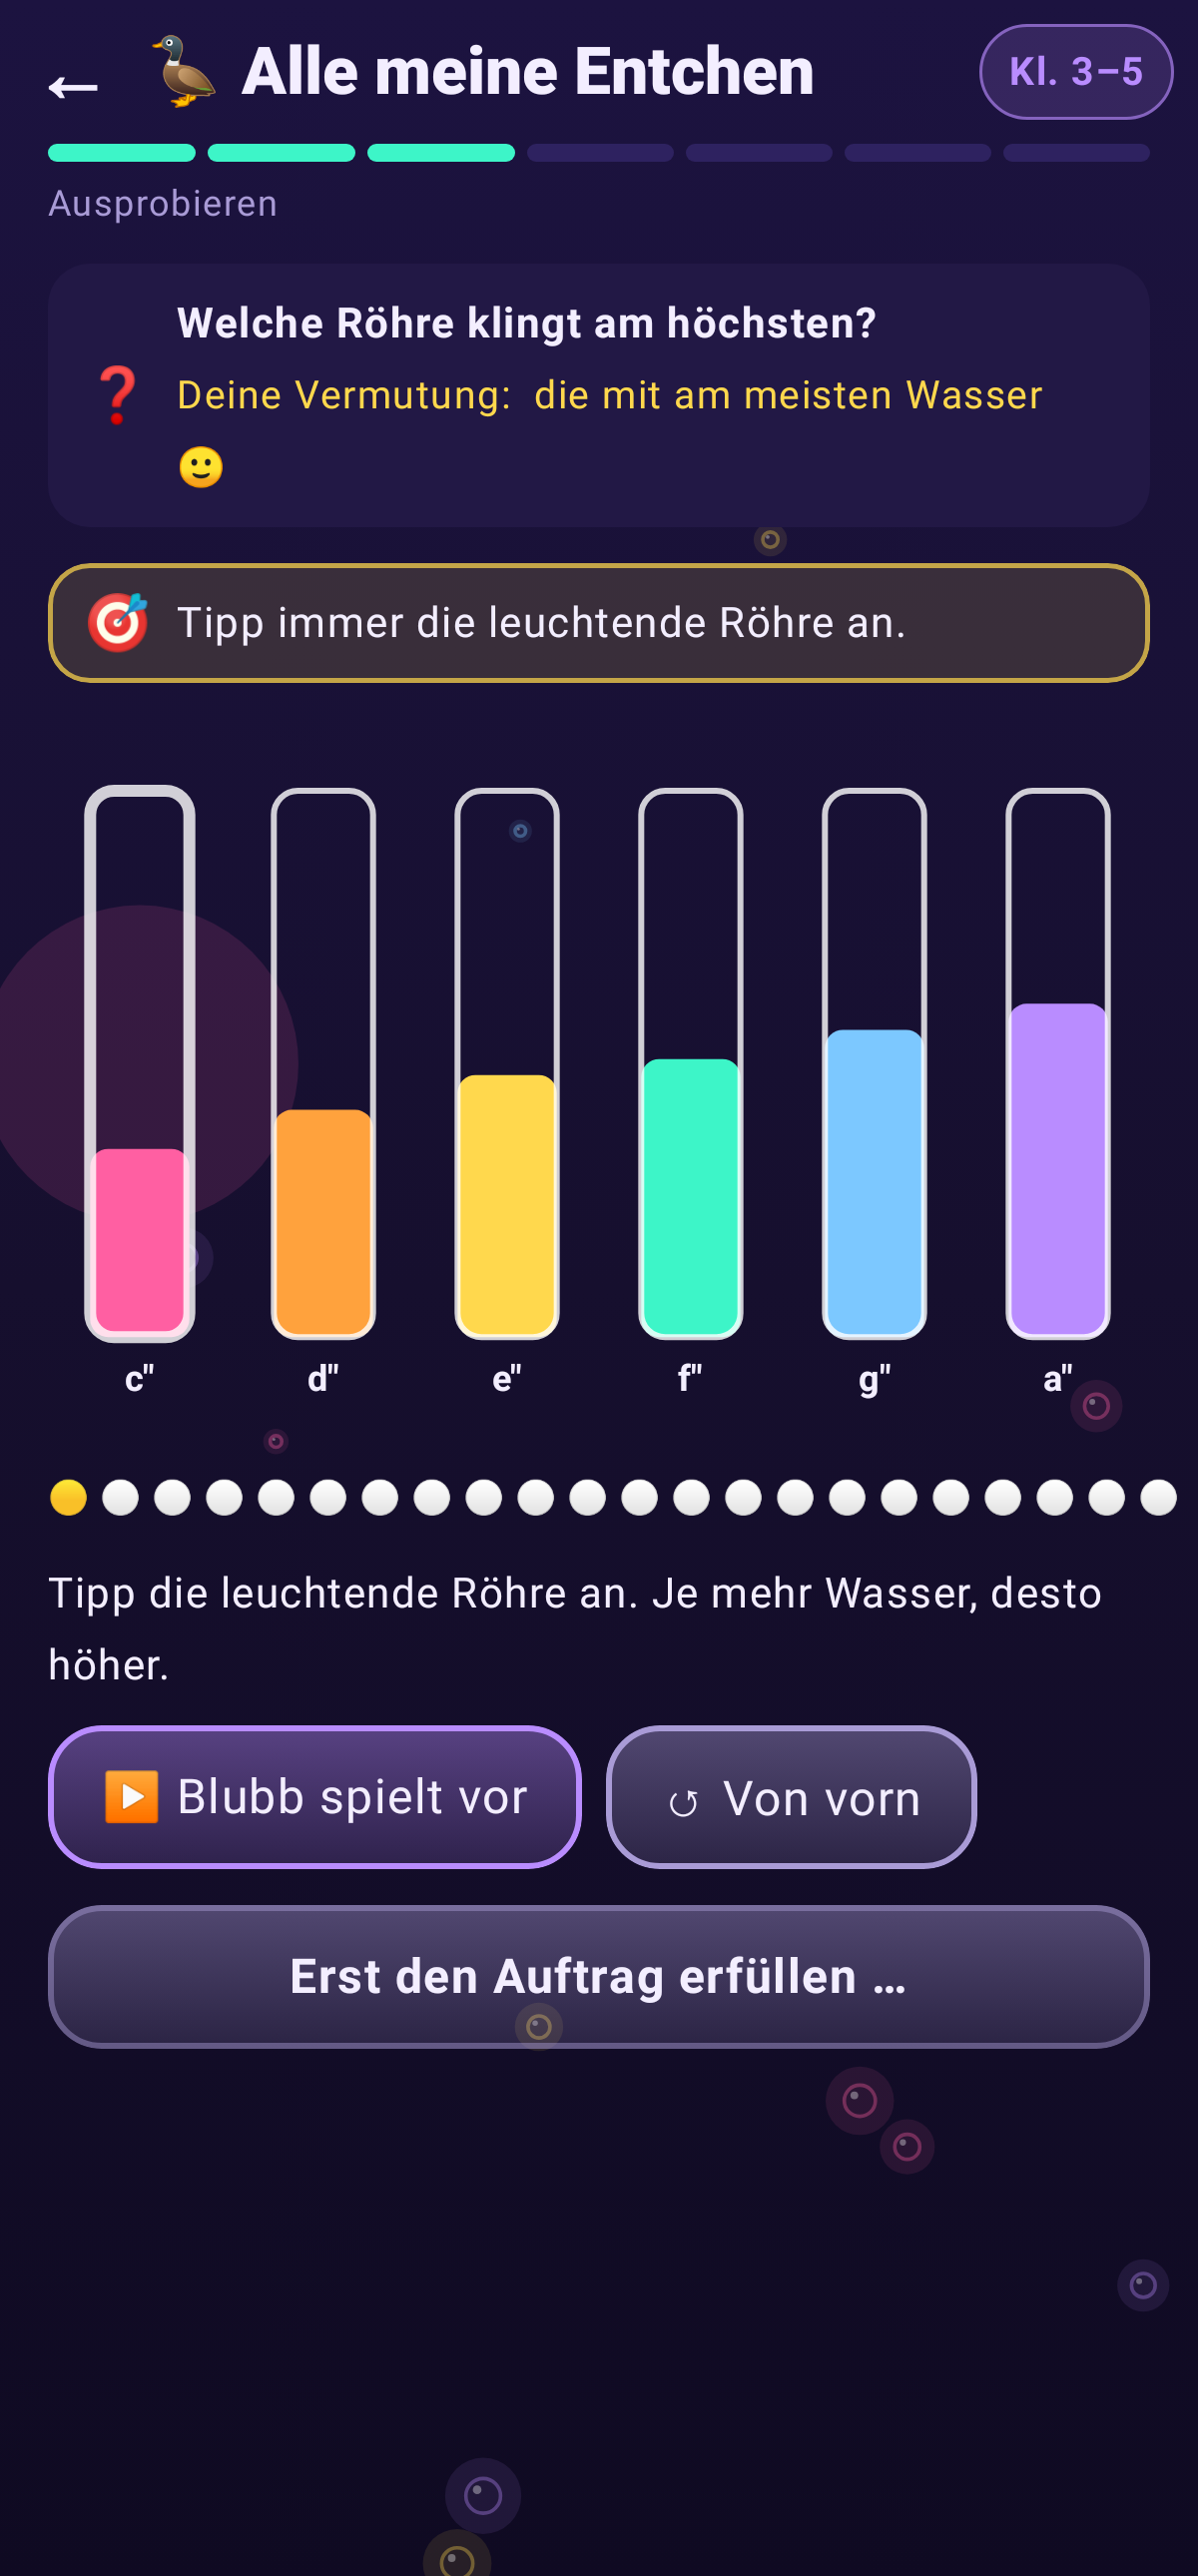 ← 🦆 Alle meine Entchen Kl. 3–5
Ausprobieren
Welche Röhre klingt am höchsten?
❓ Deine Vermutung: die mit am meisten Wasser
🙂
🎯 Tipp immer die leuchtende Röhre an.
c" d" e" f" g" a"
Tipp die leuchtende Röhre an. Je mehr Wasser, desto
höher.
▶️ Blubb spielt vor ↺ Von vorn
Erst den Auftrag erfüllen …